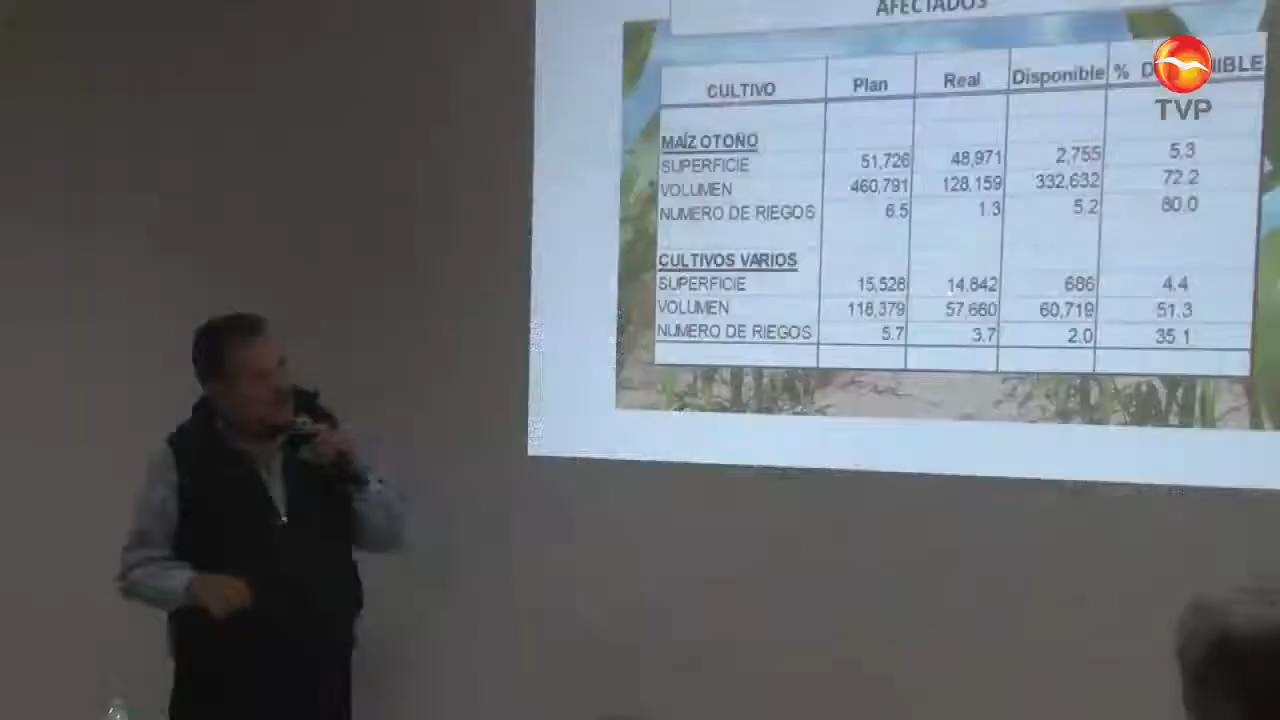 AFECTADOS
CULTIVO Plan Real Disponible % D IBLE
MAÍZ OTOÑO
SUPERFICIE 51,726 48,971 2,755 5.3
VOLUMEN 460,791 128,159 332,632 72.2
NUMERO DE RIEGOS 6.5 1.3 5.2 80.0
CULTIVOS VARIOS
SUPERFICIE 15,528 14,842 686 4.4
VOLUMEN 118,379 57,660 60,719 51.3
NUMERO DE RIEGOS 5.7 3.7 2.0 35.1
TVP